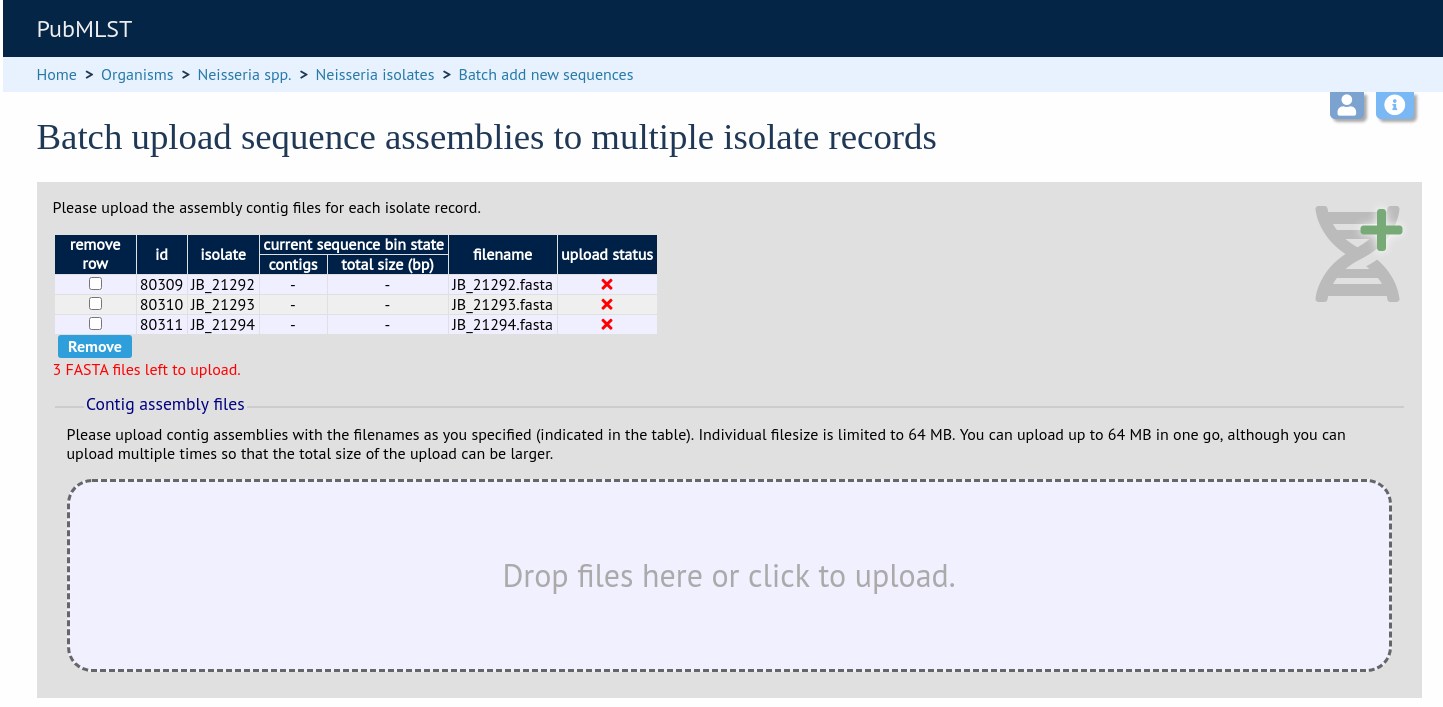 PubMLST
Home > Organisms > Neisseria spp. > Neisseria isolates > Batch add new sequences
Batch upload sequence assemblies to multiple isolate records
Please upload the assembly contig files for each isolate record.
remove row id isolate current sequence bin state filename upload status
contigs total size (bp)
80309 JB_21292 - - JB_21292.fasta
80310 JB_21293 - - JB_21293.fasta
80311 JB_21294 - - JB_21294.fasta
Remove
3 FASTA files left to upload.
Contig assembly files
Please upload contig assemblies with the filenames as you specified (indicated in the table). Individual filesize is limited to 64 MB. You can upload up to 64 MB in one go, although you can
upload multiple times so that the total size of the upload can be larger.
Drop files here or click to upload.